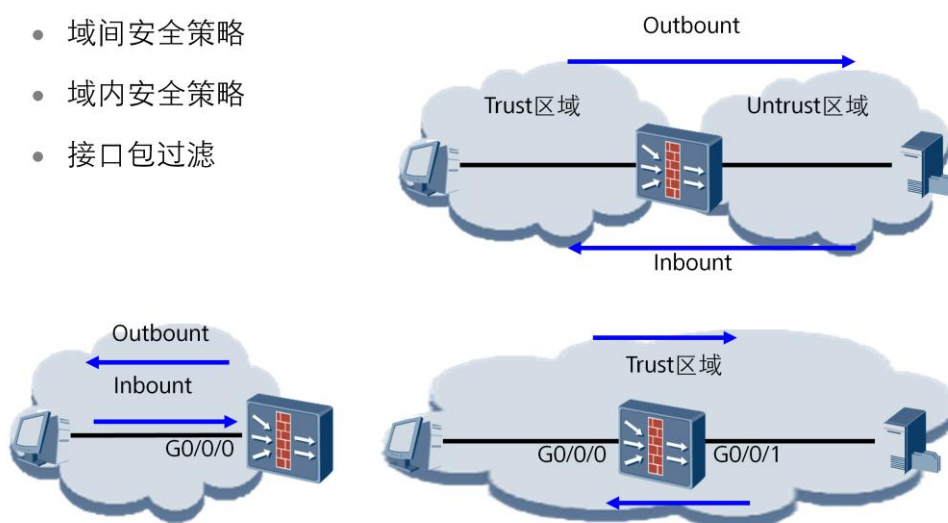 域间安全策略
域内安全策略
接口包过滤
Outbount
Trust区域
Untrust区域
Inbount
Outbount
Inbount
G0/0/0
Trust区域
G0/0/0
G0/0/1